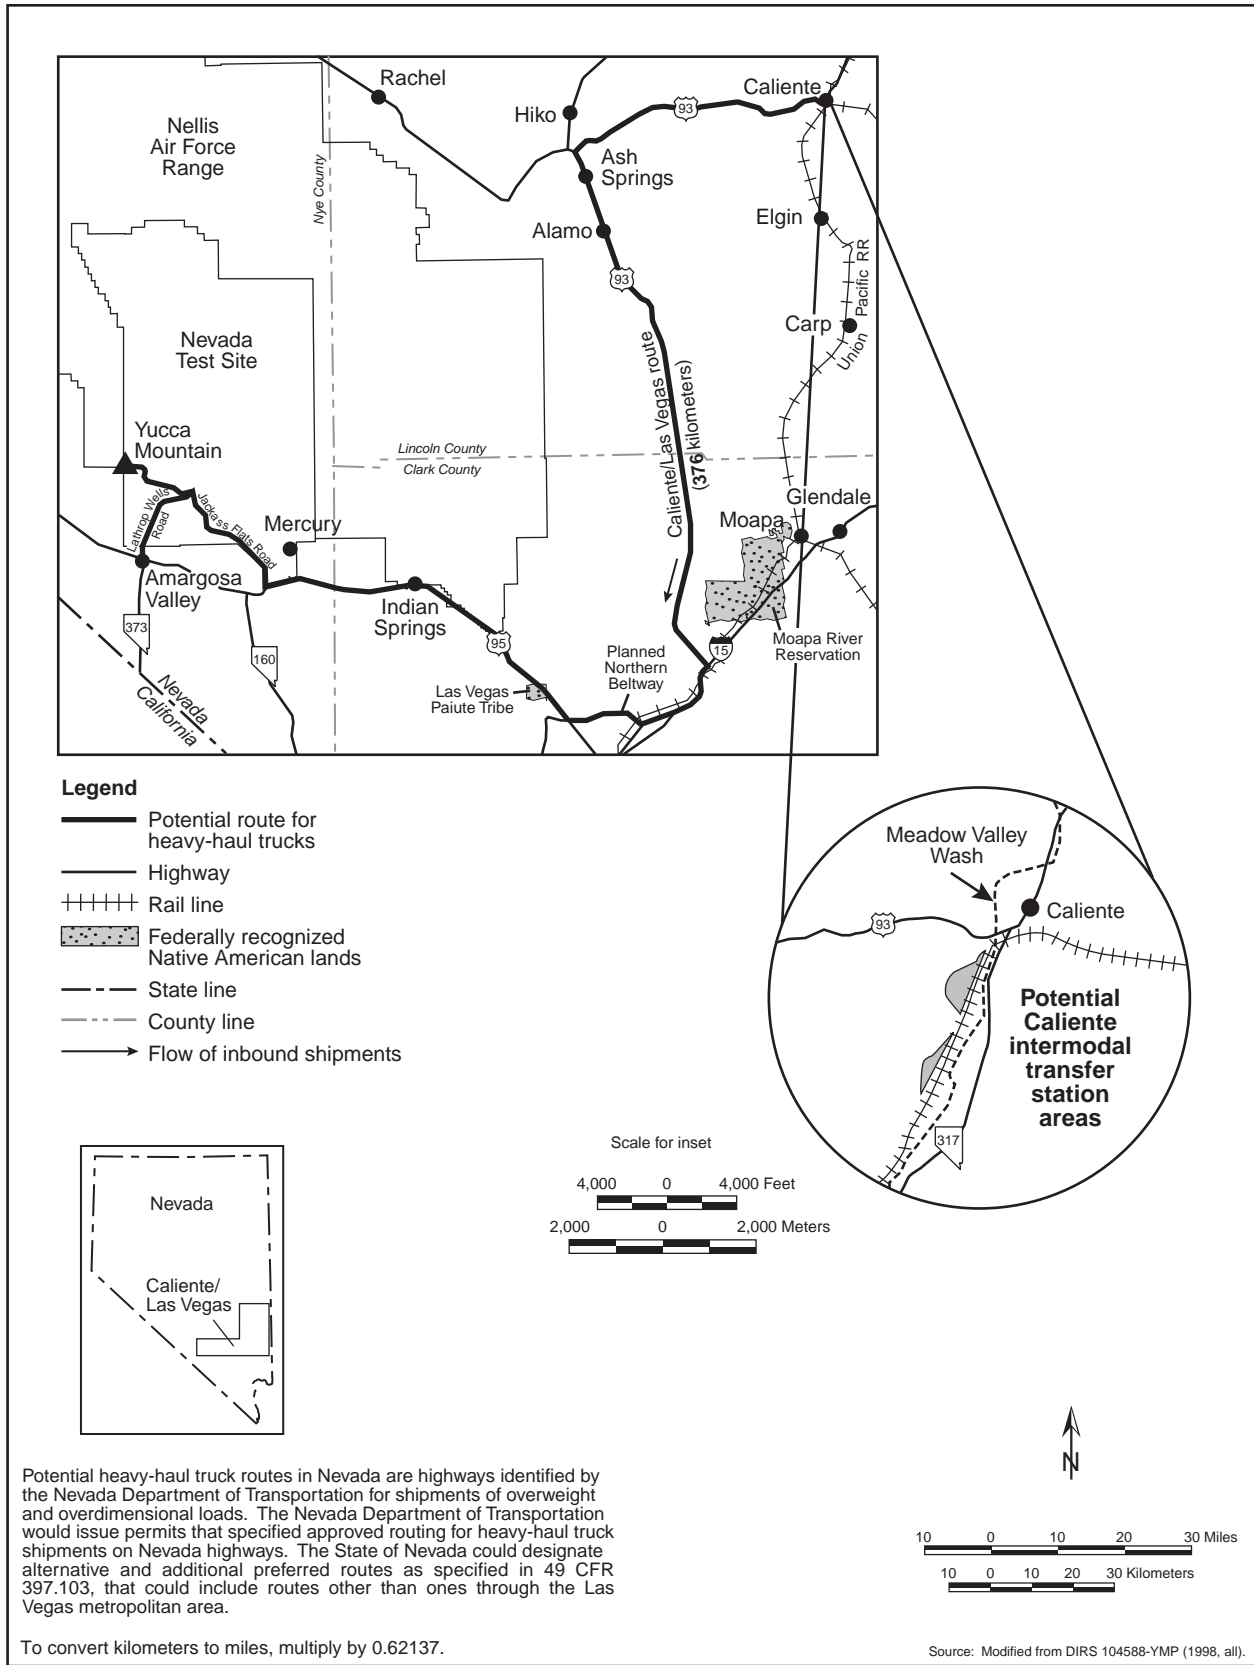 Rachel
Caliente
Hiko
93
Nellis
Air Force
Range
Nye County
Ash
Springs
Alamo
Elgin
93
Union Pacific RR
Carp
Nevada
Test Site
Caliente/Las Vegas route
(376 kilometers)
Yucca
Mountain
Lincoln County
Clark County
Lathrop Wells
Road
Jackass Flats Road
Mercury
Moapa
Glendale
Amargosa
Valley
Indian
Springs
373
160
95
15
Moapa River
Reservation
Planned
Northern
Beltway
Las Vegas
Paiute Tribe
Nevada
California
Legend
Potential route for
heavy-haul trucks
Highway
Rail line
Federally recognized
Native American lands
State line
County line
Flow of inbound shipments
Meadow Valley
Wash
Caliente
93
Potential
Caliente
intermodal
transfer
station
areas
317
Scale for inset
4,000 0 4,000 Feet
2,000 0 2,000 Meters
Nevada
Caliente/
Las Vegas
N
Potential heavy-haul truck routes in Nevada are highways identified by
the Nevada Department of Transportation for shipments of overweight
and overdimensional loads. The Nevada Department of Transportation
would issue permits that specified approved routing for heavy-haul truck
shipments on Nevada highways. The State of Nevada could designate
alternative and additional preferred routes as specified in 49 CFR
397.103, that could include routes other than ones through the Las
Vegas metropolitan area.
10 0 10 20 30 Miles
10 0 10 20 30 Kilometers
To convert kilometers to miles, multiply by 0.62137.
Source: Modified from DIRS 104588-YMP (1998, all).